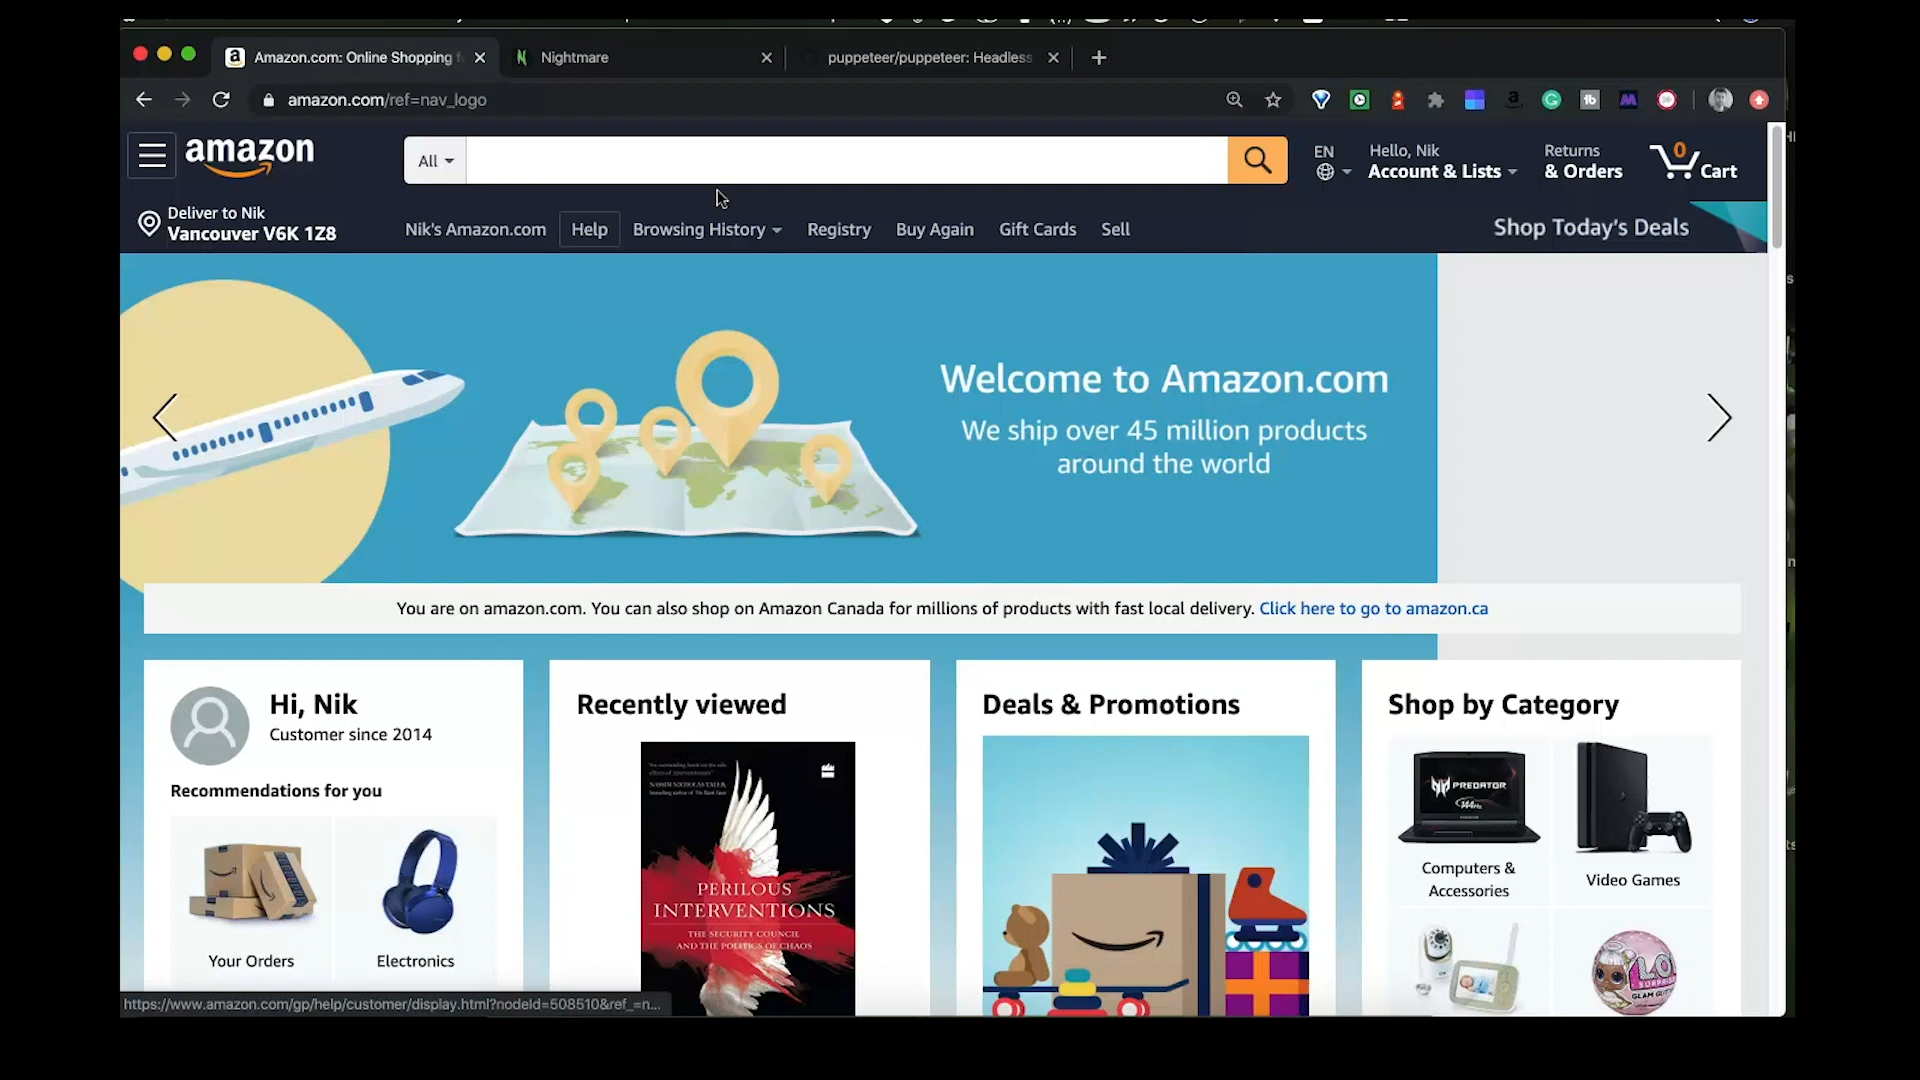 Amazon.com: Online Shopping f
Nightmare
puppeteer/puppeteer: Headless
amazon.com/ref=nav_logo
amazon
All
EN
Hello, Nik
Account & Lists
Returns
& Orders
0
Cart
Deliver to Nik
Vancouver V6K 1Z8
Nik's Amazon.com
Help
Browsing History
Registry
Buy Again
Gift Cards
Sell
Shop Today's Deals
Welcome to Amazon.com
We ship over 45 million products
around the world
You are on amazon.com. You can also shop on Amazon Canada for millions of products with fast local delivery. Click here to go to amazon.ca
Hi, Nik
Customer since 2014
Recommendations for you
Your Orders
Electronics
Recently viewed
PERILOUS
INTERVENTIONS
THE SECURITY COUNCIL
AND THE POLITICS OF CHAOS
Deals & Promotions
Shop by Category
PREDATOR
144Hz
Computers &
Accessories
Video Games
L.O.L.
SURPRISE
GLAM GLITTER
https://www.amazon.com/gp/help/customer/display.html?nodeId=508510&ref_=n...